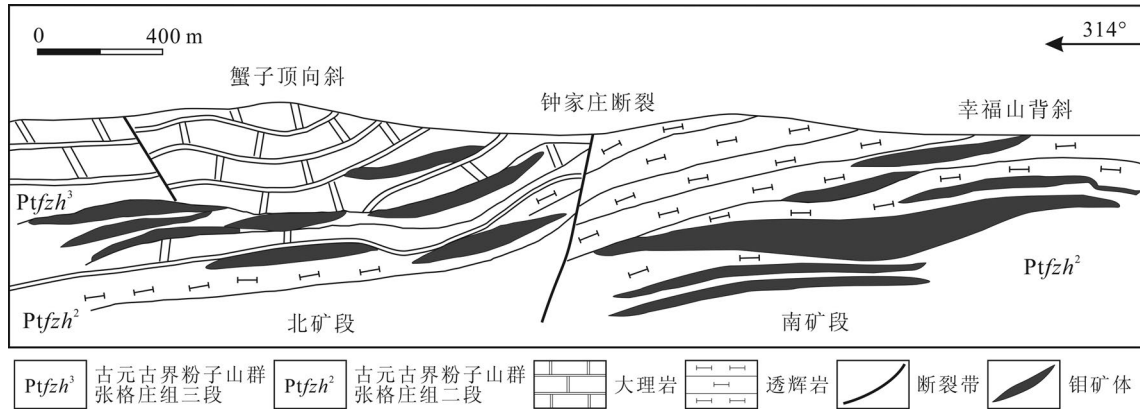 0 400 m
314°
蟹子顶向斜
钟家庄断裂
幸福山背斜
Ptfzh³
Ptfzh²
Ptfzh²
北矿段
南矿段
Ptfzh³ 古元古界粉子山群
张格庄组三段
Ptfzh² 古元古界粉子山群
张格庄组二段
大理岩
透辉岩
断裂带
钼矿体